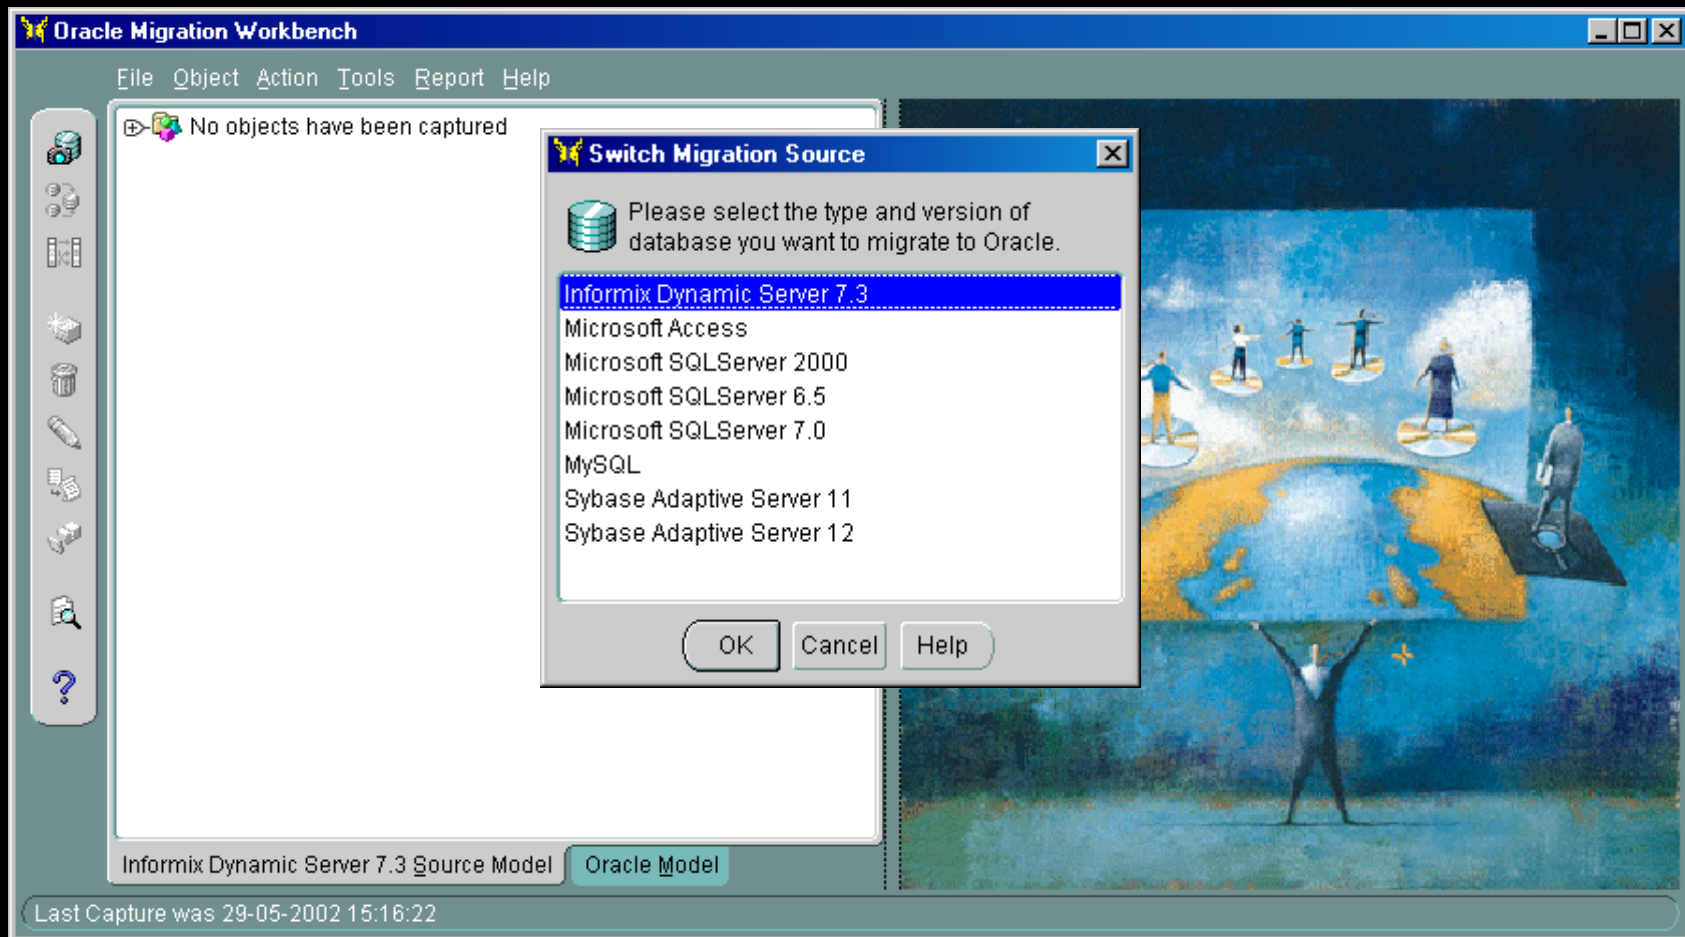 Oracle Migration Workbench
File Object Action Tools Report Help
No objects have been captured
Switch Migration Source
Please select the type and version of
database you want to migrate to Oracle.
Informix Dynamic Server 7.3
Microsoft Access
Microsoft SQLServer 2000
Microsoft SQLServer 6.5
Microsoft SQLServer 7.0
MySQL
Sybase Adaptive Server 11
Sybase Adaptive Server 12
OK Cancel Help
Informix Dynamic Server 7.3 Source Model Oracle Model
Last Capture was 29-05-2002 15:16:22